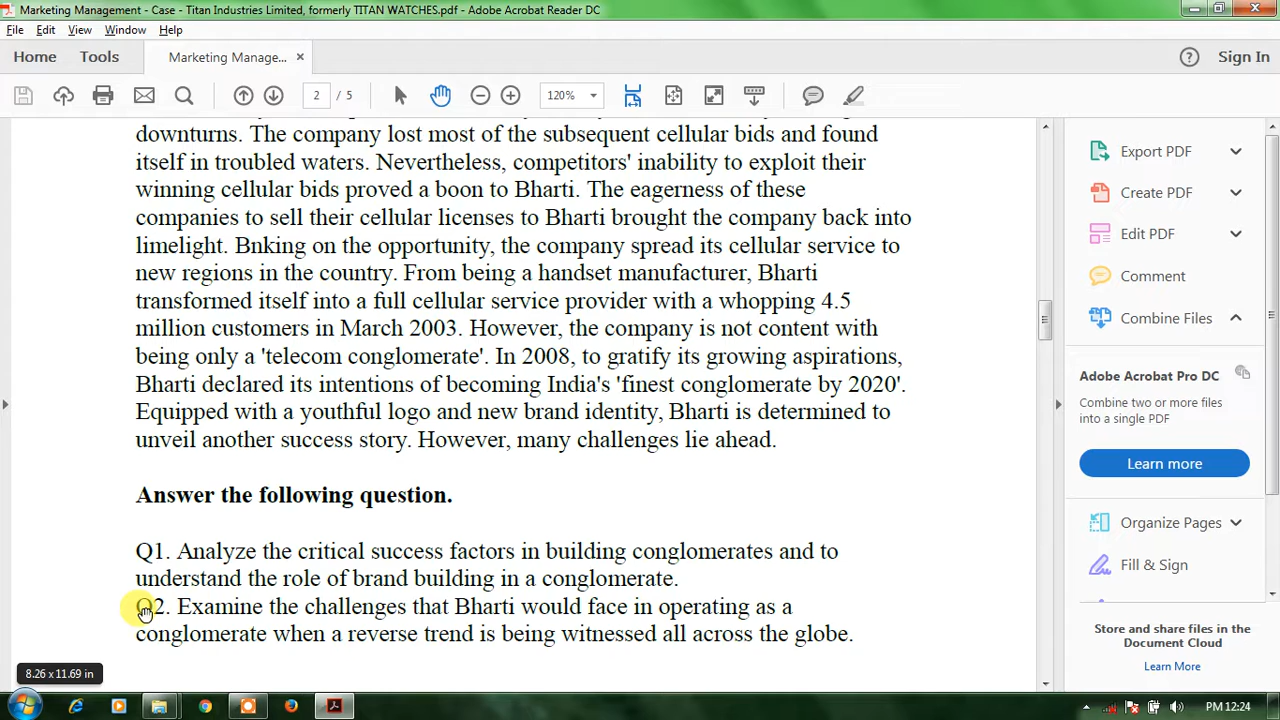 Marketing Management - Case - Titan Industries Limited, formerly TITAN WATCHES.pdf - Adobe Acrobat Reader DC
File Edit View Window Help
Home Tools Marketing Manage... × Sign In
2 / 5 120%
downturns. The company lost most of the subsequent cellular bids and found
itself in troubled waters. Nevertheless, competitors' inability to exploit their
winning cellular bids proved a boon to Bharti. The eagerness of these
companies to sell their cellular licenses to Bharti brought the company back into
limelight. Bnking on the opportunity, the company spread its cellular service to
new regions in the country. From being a handset manufacturer, Bharti
transformed itself into a full cellular service provider with a whopping 4.5
million customers in March 2003. However, the company is not content with
being only a 'telecom conglomerate'. In 2008, to gratify its growing aspirations,
Bharti declared its intentions of becoming India's 'finest conglomerate by 2020'.
Equipped with a youthful logo and new brand identity, Bharti is determined to
unveil another success story. However, many challenges lie ahead.
Answer the following question.
Q1. Analyze the critical success factors in building conglomerates and to
understand the role of brand building in a conglomerate.
Q2. Examine the challenges that Bharti would face in operating as a
conglomerate when a reverse trend is being witnessed all across the globe.
8.26 x 11.69 in
Export PDF
Create PDF
Edit PDF
Comment
Combine Files
Adobe Acrobat Pro DC
Combine two or more files
into a single PDF
Learn more
Organize Pages
Fill & Sign
Store and share files in the
Document Cloud
Learn More
PM 12:24